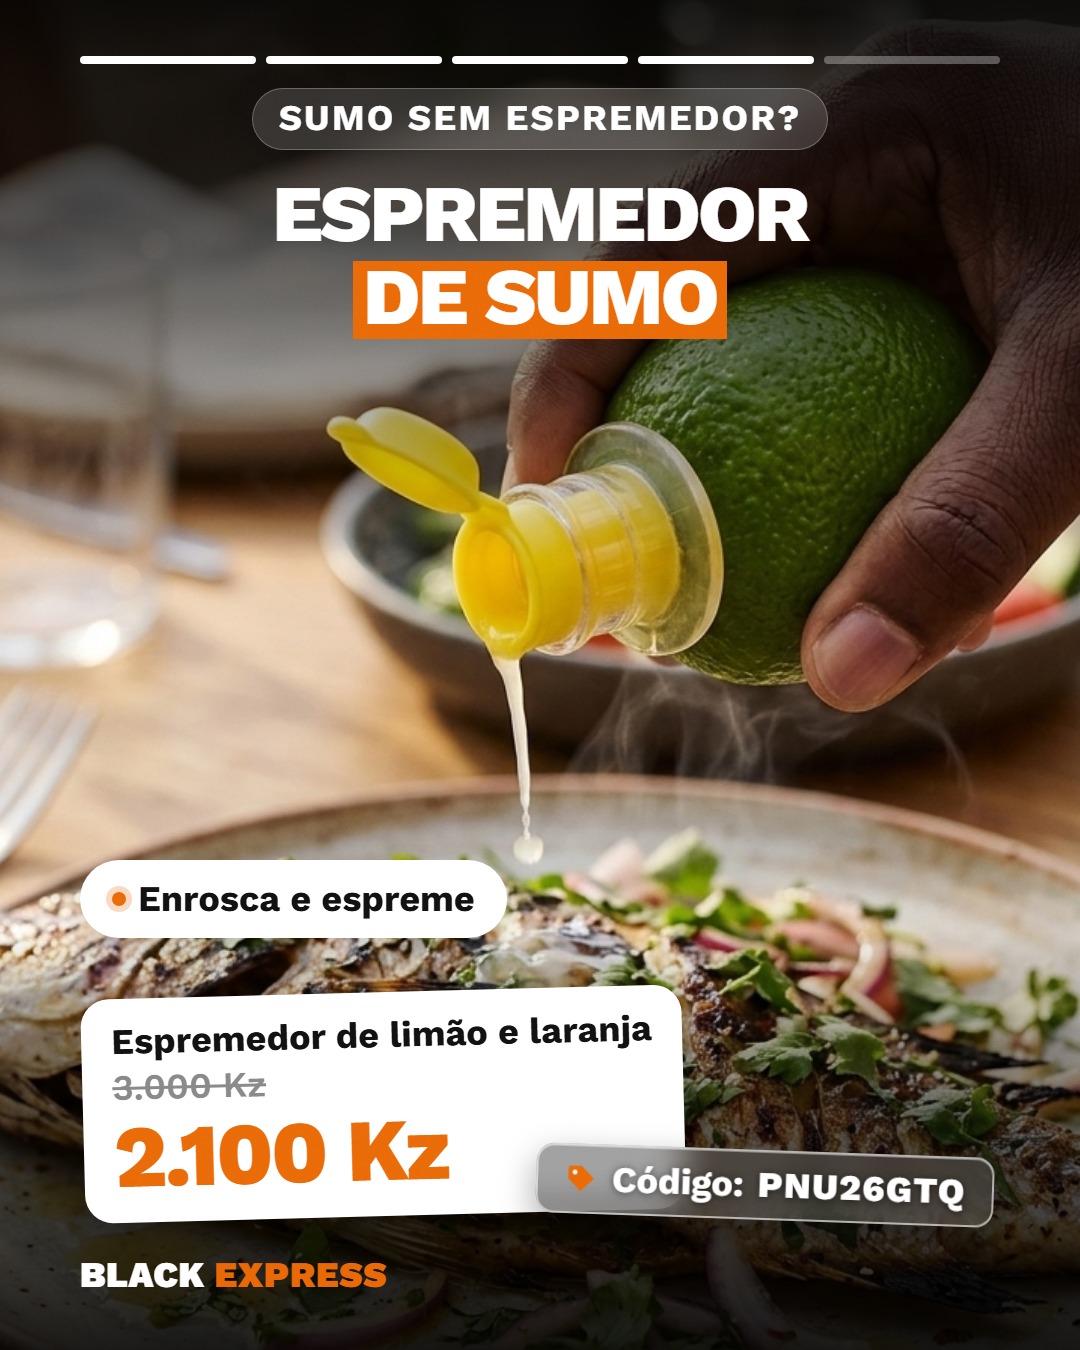 SUMO SEM ESPREMEDOR?
ESPREMEDOR
DE SUMO
Enrosca e espreme
Espremedor de limão e laranja
3.000 Kz
2.100 Kz
Código: PNU26GTQ
BLACK EXPRESS